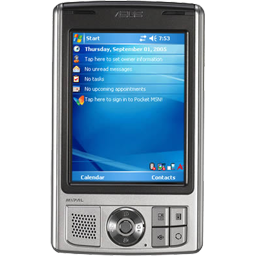 ASUS
Start 7:53
Thursday, September 01, 2005
Tap here to set owner information
No unread messages
No tasks
No upcoming appointments
Tap here to sign in to Pocket MSN!
Calendar Contacts